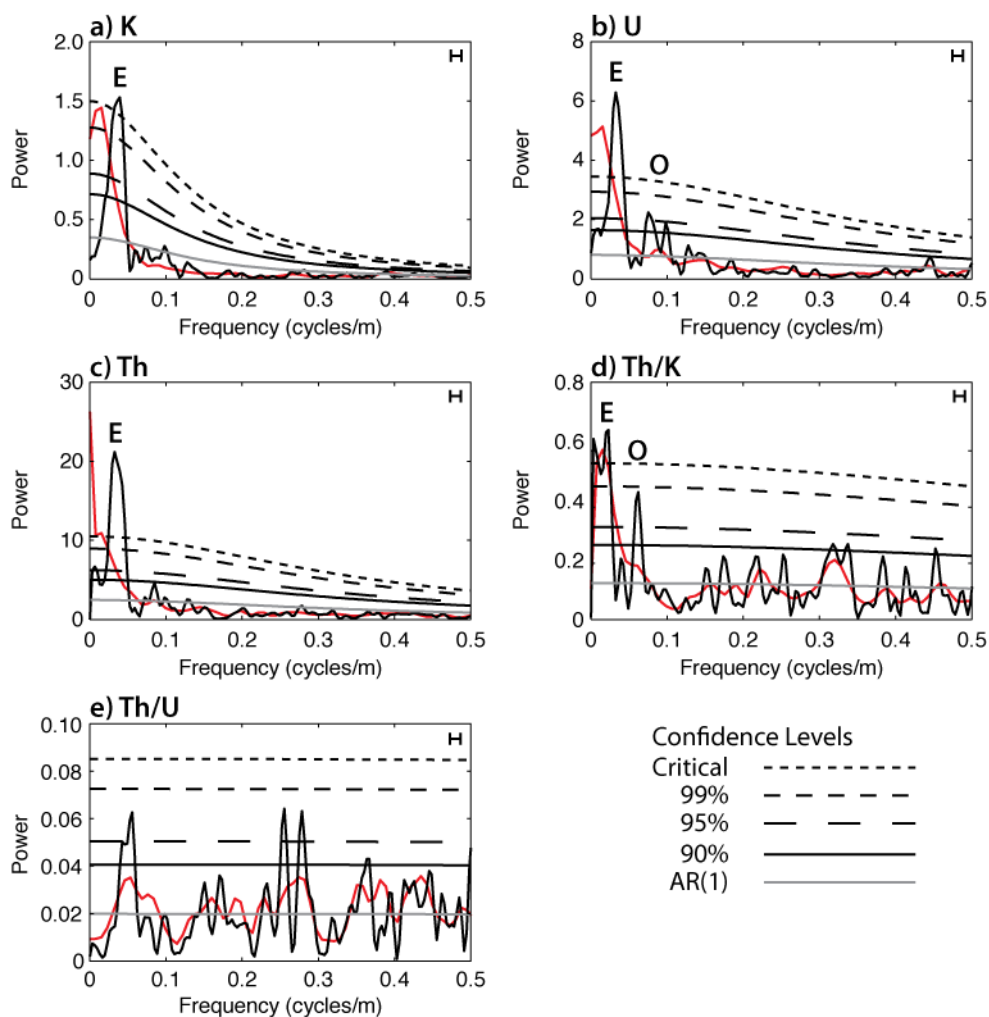 a) K
2.0
1.5
1.0
0.5
0
Power
E
0 0.1 0.2 0.3 0.4 0.5
Frequency (cycles/m)
b) U
8
6
4
2
0
Power
E
O
0 0.1 0.2 0.3 0.4 0.5
Frequency (cycles/m)
c) Th
30
20
10
0
Power
E
0 0.1 0.2 0.3 0.4 0.5
Frequency (cycles/m)
d) Th/K
0.8
0.6
0.4
0.2
0
Power
E
O
0 0.1 0.2 0.3 0.4 0.5
Frequency (cycles/m)
e) Th/U
0.10
0.08
0.06
0.04
0.02
0
Power
0 0.1 0.2 0.3 0.4 0.5
Frequency (cycles/m)
Confidence Levels
Critical
99%
95%
90%
AR(1)